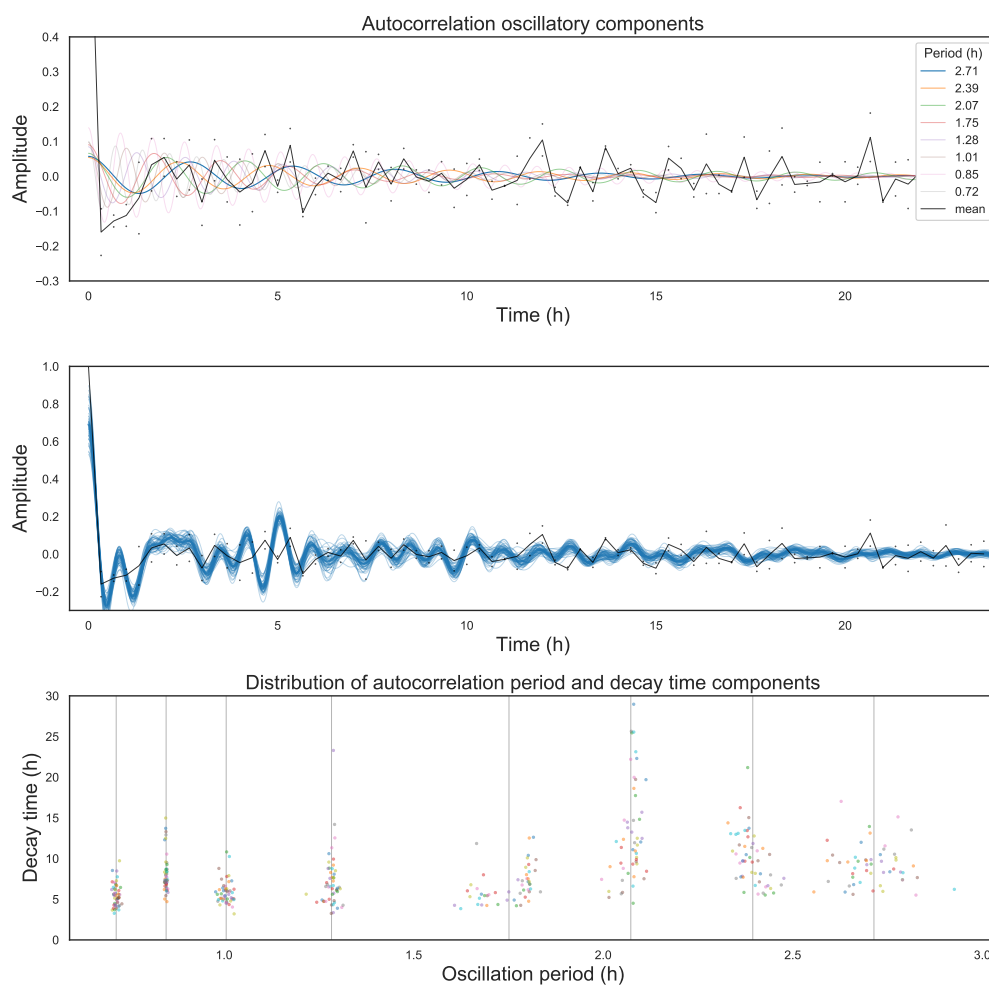 Autocorrelation oscillatory components
0.4
0.3
0.2
0.1
0.0
−0.1
−0.2
−0.3
Amplitude
Period (h)
2.71
2.39
2.07
1.75
1.28
1.01
0.85
0.72
mean
0 5 10 15 20
Time (h)
1.0
0.8
0.6
0.4
0.2
0.0
−0.2
Amplitude
0 5 10 15 20
Time (h)
Distribution of autocorrelation period and decay time components
30
25
20
15
10
5
0
Decay time (h)
1.0 1.5 2.0 2.5 3.0
Oscillation period (h)